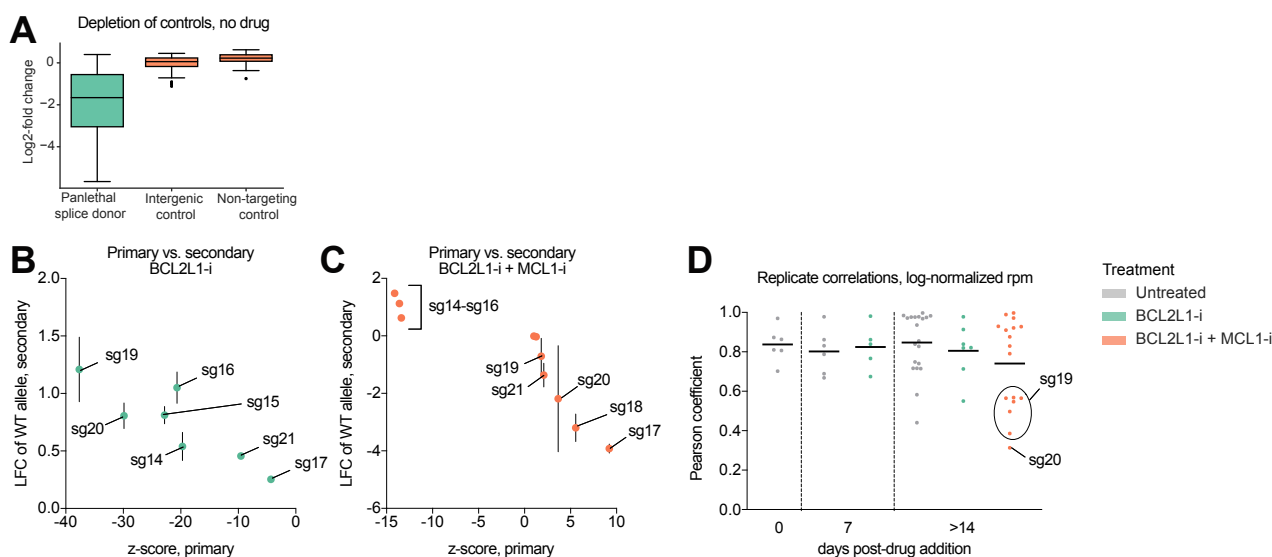 A
Depletion of controls, no drug
Log2-fold change
0
−2
−4
Panlethal
splice donor
Intergenic
control
Non-targeting
control
B
Primary vs. secondary
BCL2L1-i
LFC of WT allele, secondary
2.0
1.5
1.0
0.5
0.0
sg19
sg16
sg15
sg20
sg14
sg21
sg17
-40
-30
-20
-10
0
z-score, primary
C
Primary vs. secondary
BCL2L1-i + MCL1-i
LFC of WT allele, secondary
2
0
-2
-4
-6
sg14-sg16
sg19
sg21
sg20
sg18
sg17
-15
-10
-5
0
5
10
z-score, primary
D
Replicate correlations, log-normalized rpm
Pearson coefficient
1.0
0.8
0.6
0.4
0.2
0.0
sg19
sg20
0
7
>14
days post-drug addition
Treatment
Untreated
BCL2L1-i
BCL2L1-i + MCL1-i